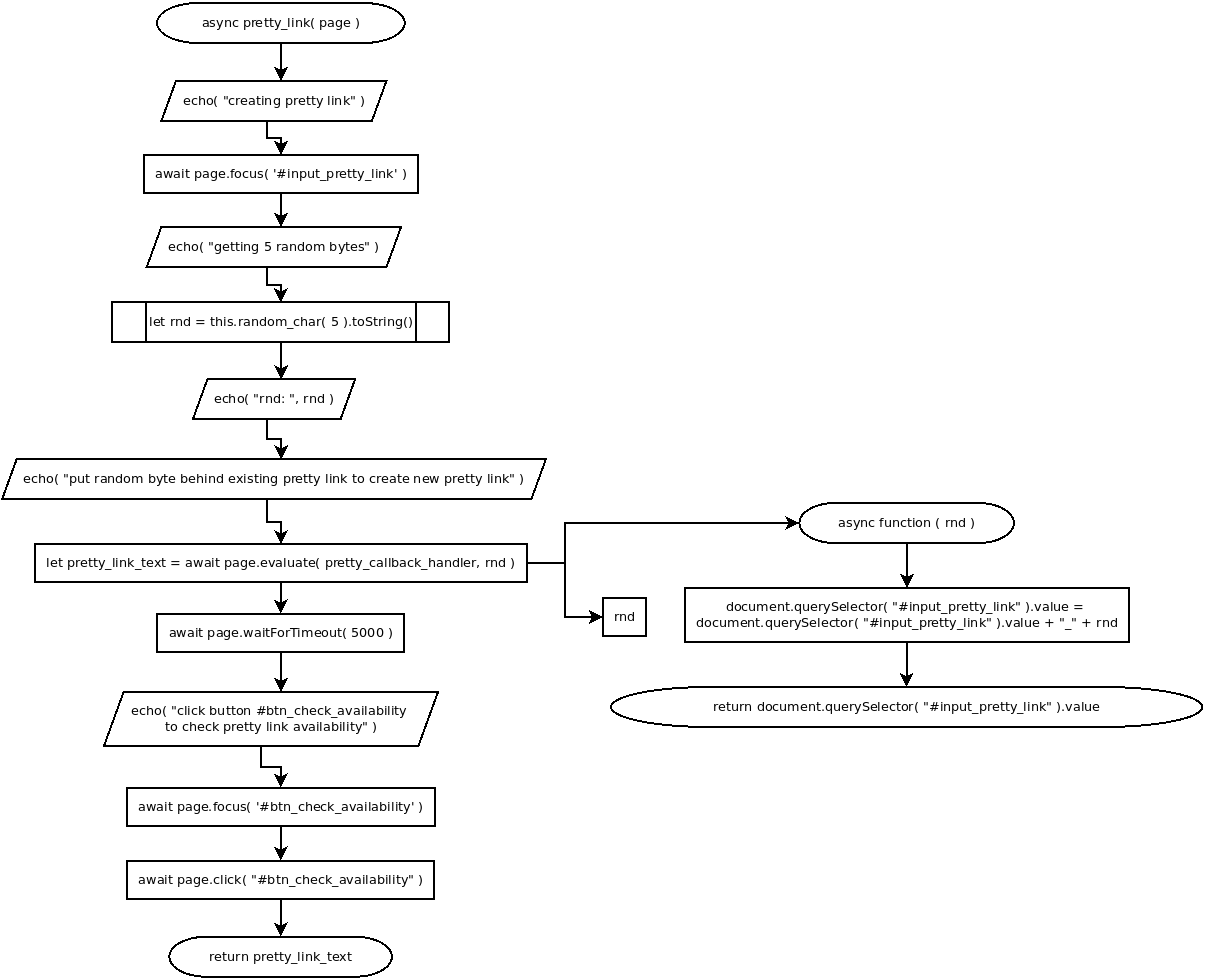 async pretty_link( page )
echo( "creating pretty link" )
await page.focus( '#input_pretty_link' )
echo( "getting 5 random bytes" )
let rnd = this.random_char( 5 ).toString()
echo( "rnd: ", rnd )
echo( "put random byte behind existing pretty link to create new pretty link" )
let pretty_link_text = await page.evaluate( pretty_callback_handler, rnd )
async function ( rnd )
rnd
document.querySelector( "#input_pretty_link" ).value =
document.querySelector( "#input_pretty_link" ).value + "_" + rnd
return document.querySelector( "#input_pretty_link" ).value
await page.waitForTimeout( 5000 )
echo( "click button #btn_check_availability
to check pretty link availability" )
await page.focus( '#btn_check_availability' )
await page.click( "#btn_check_availability" )
return pretty_link_text